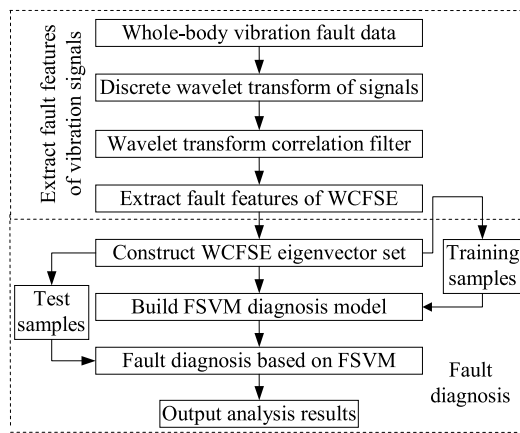 Whole-body vibration fault data
Discrete wavelet transform of signals
Wavelet transform correlation filter
Extract fault features of WCFSE
Extract fault features
of vibration signals
Construct WCFSE eigenvector set
Training
samples
Test
samples
Build FSVM diagnosis model
Fault diagnosis based on FSVM
Fault
diagnosis
Output analysis results